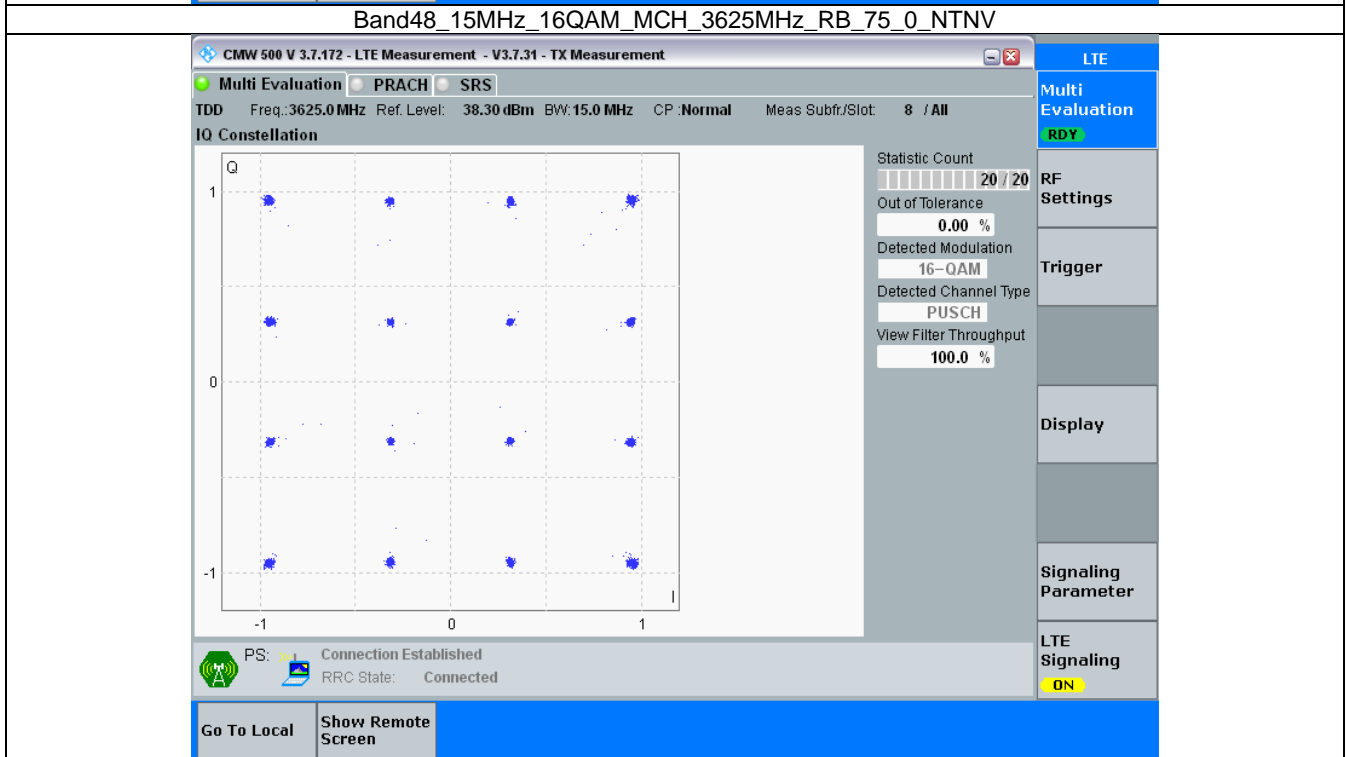 Band48_15MHz_16QAM_MCH_3625MHz_RB_75_0_NTNV
CMW 500 V 3.7.172 - LTE Measurement - V3.7.31 - TX Measurement
LTE
Multi Evaluation PRACH SRS
TDD Freq.:3625.0 MHz Ref. Level: 38.30 dBm BW:15.0 MHz CP :Normal Meas Subfr./Slot: 8 / All
IQ Constellation
Q
1
0
-1
-1 0 1
I
Statistic Count
20 / 20
Out of Tolerance
0.00 %
Detected Modulation
16-QAM
Detected Channel Type
PUSCH
View Filter Throughput
100.0 %
Multi
Evaluation
RDY
RF
Settings
Trigger
Display
Signaling
Parameter
LTE
Signaling
ON
PS: Connection Established
RRC State: Connected
Go To Local
Show Remote
Screen